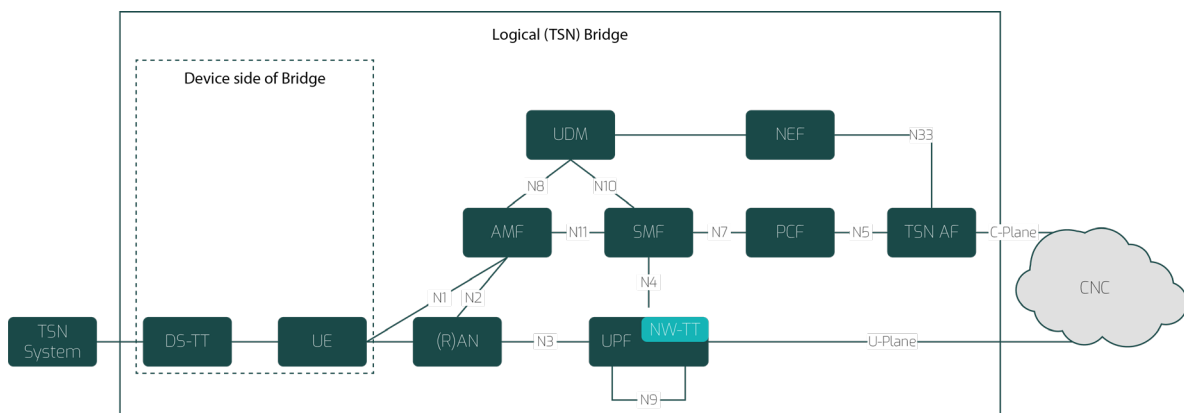 Logical (TSN) Bridge
Device side of Bridge
UDM
NEF
N33
N8
N10
AMF
N11
SMF
N7
PCF
N5
TSN AF
C-Plane
CNC
N1
N2
N4
TSN
System
DS-TT
UE
(R)AN
N3
UPF
NW-TT
U-Plane
N9